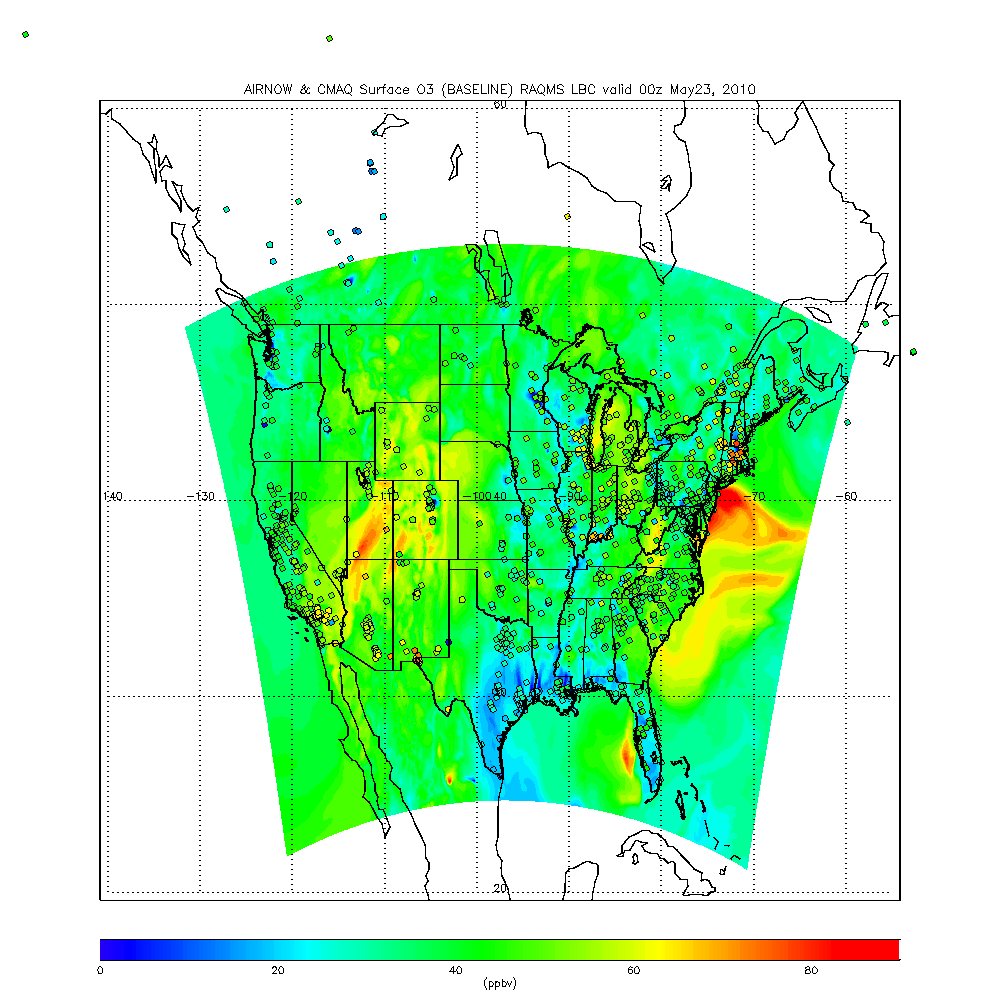 AIRNOW & CMAQ Surface O3 (BASELINE) RAQMS LBC valid 00z May23, 2010
60
-140 -130 -120 -110 -100 40 -90 -80 -70 -60
20
0 20 40 60 80
(ppbv)